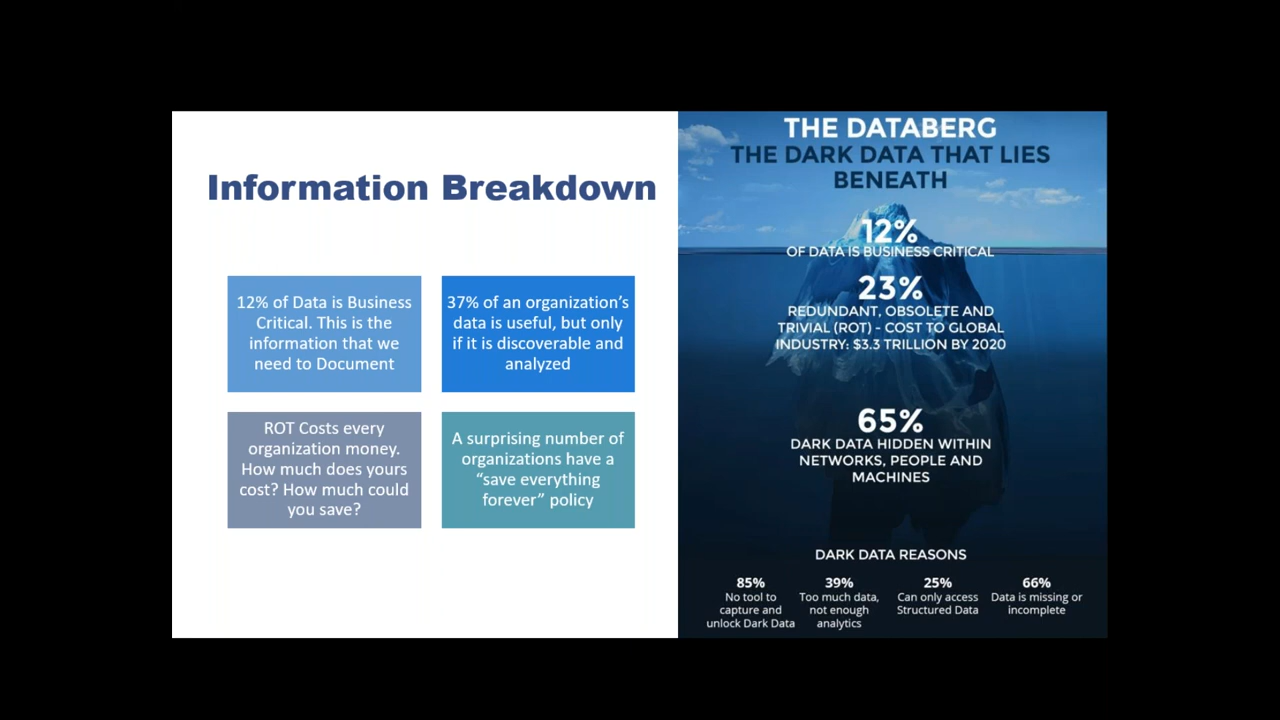 Information Breakdown
12% of Data is Business
Critical. This is the
information that we
need to Document
37% of an organization's
data is useful, but only
if it is discoverable and
analyzed
ROT Costs every
organization money.
How much does yours
cost? How much could
you save?
A surprising number of
organizations have a
“save everything
forever” policy
THE DATABERG
THE DARK DATA THAT LIES
BENEATH
12%
OF DATA IS BUSINESS CRITICAL
23%
REDUNDANT, OBSOLETE AND
TRIVIAL (ROT) - COST TO GLOBAL
INDUSTRY: $3.3 TRILLION BY 2020
65%
DARK DATA HIDDEN WITHIN
NETWORKS, PEOPLE AND
MACHINES
DARK DATA REASONS
85%
No tool to
capture and
unlock Dark Data
39%
Too much data,
not enough
analytics
25%
Can only access
Structured Data
66%
Data is missing or
incomplete